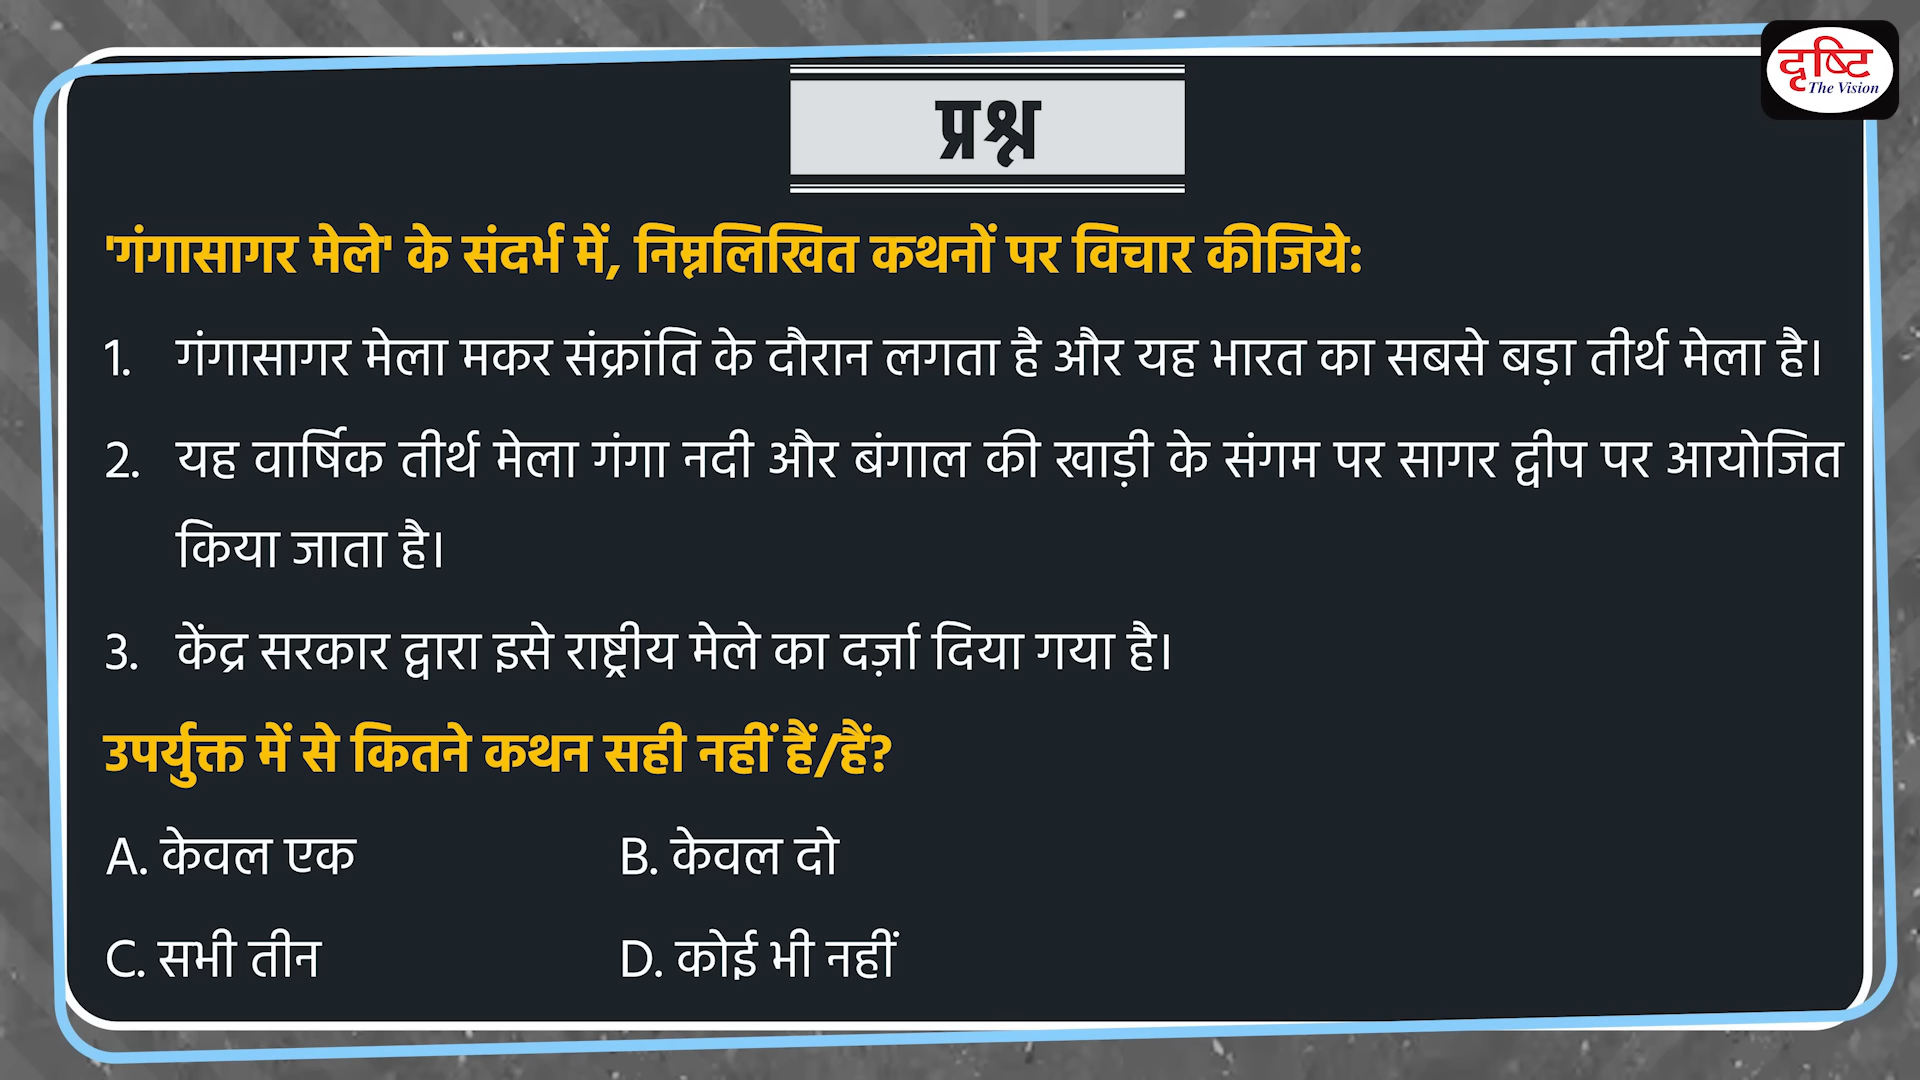 दृष्टि
The Vision
प्रश्न
'गंगासागर मेले' के संदर्भ में, निम्नलिखित कथनों पर विचार कीजिये:
1. गंगासागर मेला मकर संक्रांति के दौरान लगता है और यह भारत का सबसे बड़ा तीर्थ मेला है।
2. यह वार्षिक तीर्थ मेला गंगा नदी और बंगाल की खाड़ी के संगम पर सागर द्वीप पर आयोजित
किया जाता है।
3. केंद्र सरकार द्वारा इसे राष्ट्रीय मेले का दर्ज़ा दिया गया है।
उपर्युक्त में से कितने कथन सही नहीं हैं/हैं?
A. केवल एक B. केवल दो
C. सभी तीन D. कोई भी नहीं